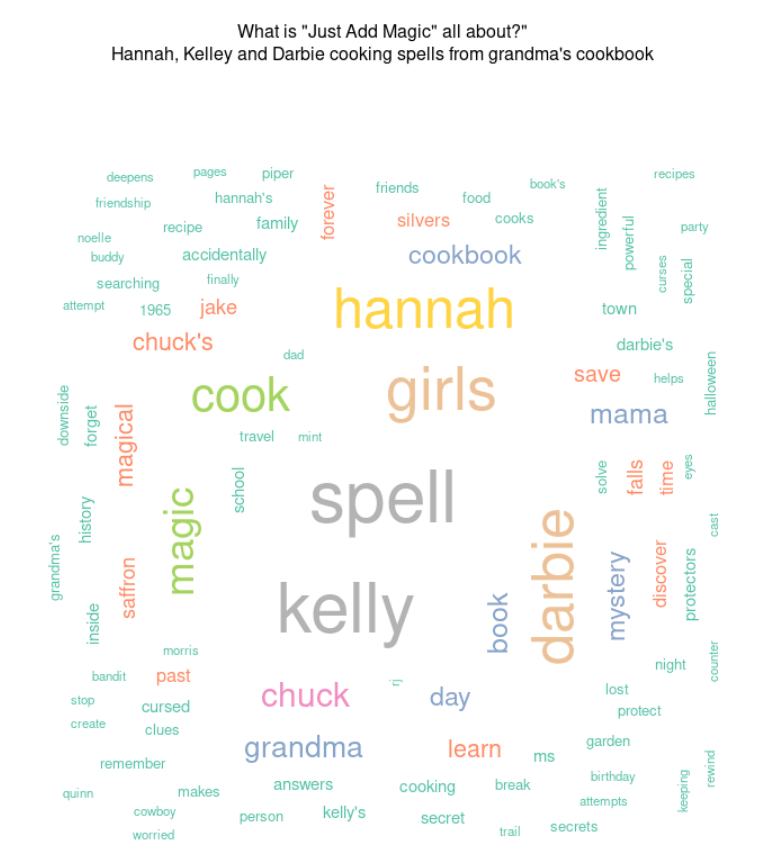 What is "Just Add Magic" all about?"
Hannah, Kelley and Darbie cooking spells from grandma's cookbook
deepens pages piper
friends book's recipes
friendship hannah's forever food
silvers cooks ingredient powerful
recipe family party
noelle
buddy accidentally cookbook
searching finally curses special
attempt 1965 jake hannah town
chuck's darbie's
dad
save helps halloween
cook girls mama
downside forget magical
travel mint
school solve falls time eyes
spell
history magic cast
grandma's saffron darbie mystery discover protectors
inside kelly book
morris
bandit past night counter
stop chuck day lost
create cursed protect
clues
remember grandma learn ms garden
quinn makes answers cooking break birthday keeping rewind
attempts
cowboy person kelly's secret secrets
worried trail